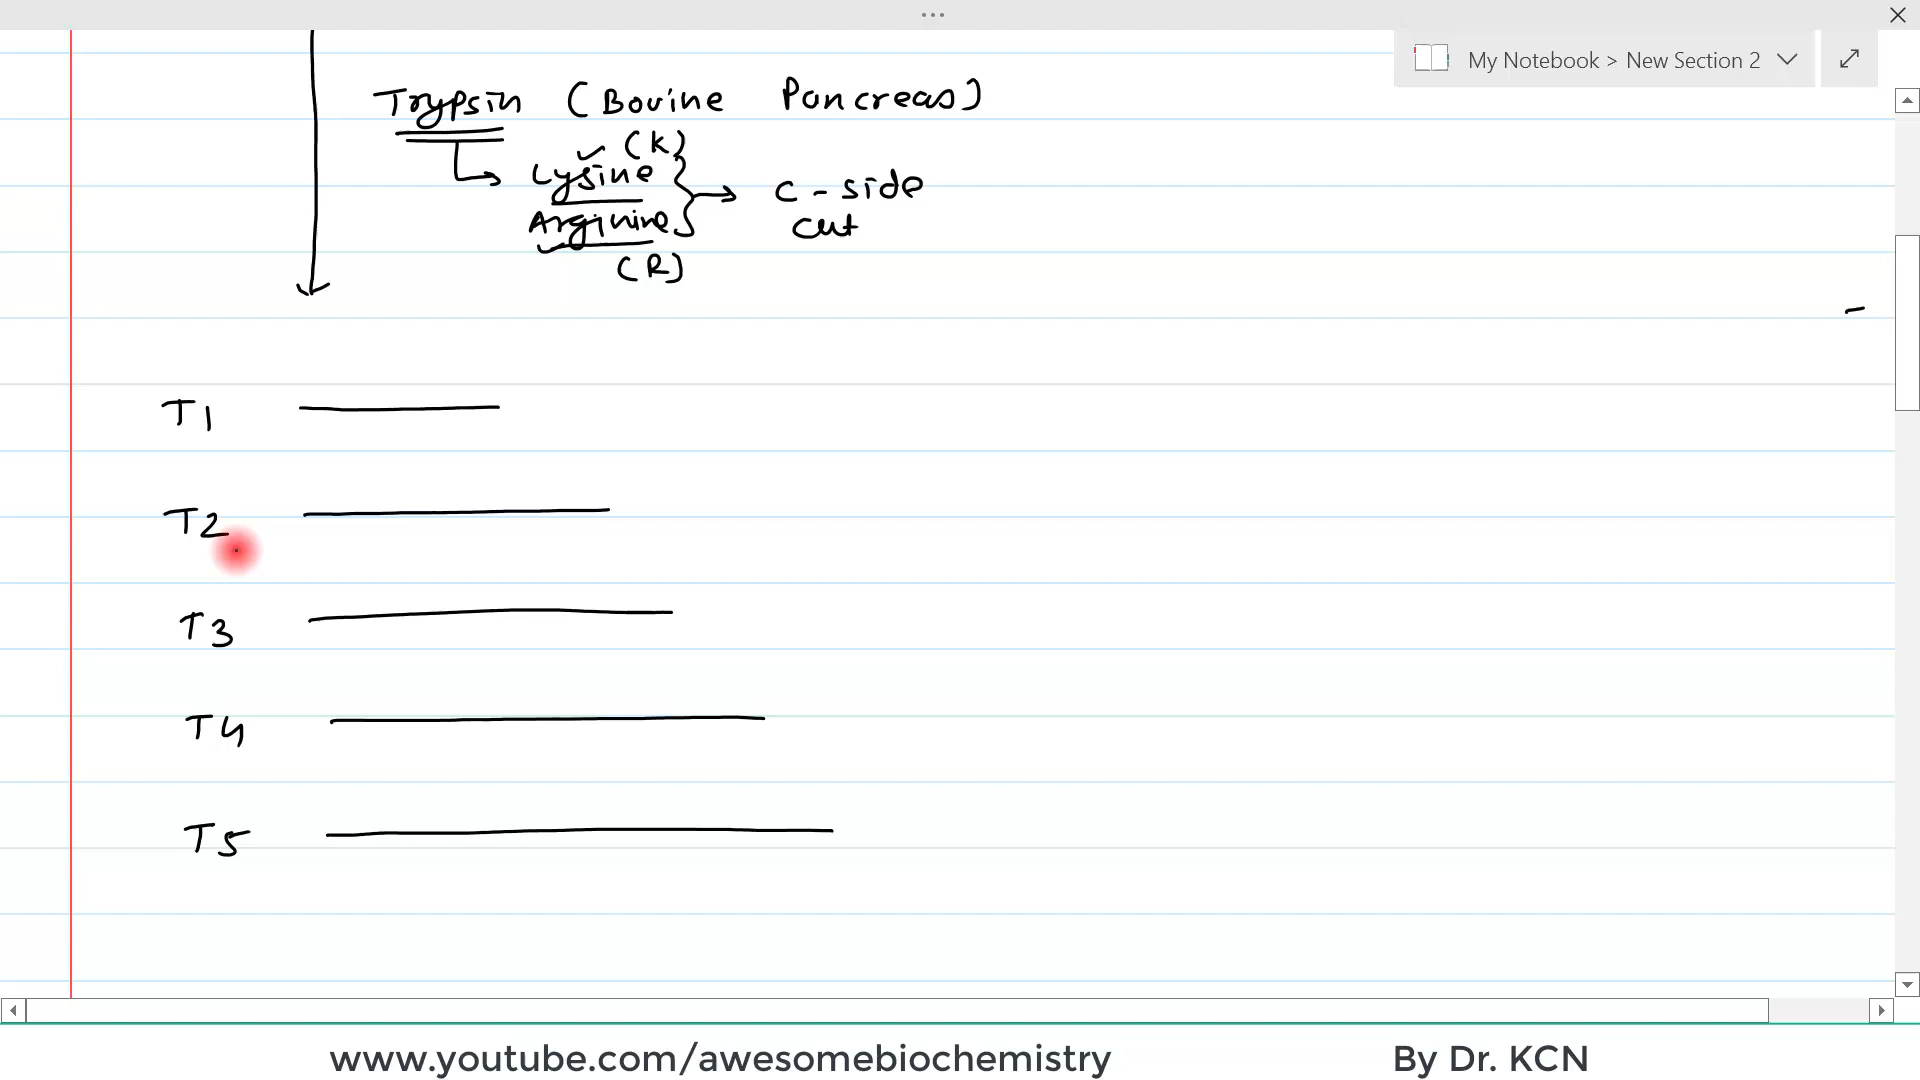 My Notebook > New Section 2
Trypsin (Bovine Pancreas)
(K)
Lysine
C - side
Arginine
cut
(R)
T1
T2
T3
T4
T5
www.youtube.com/awesomebiochemistry
By Dr. KCN